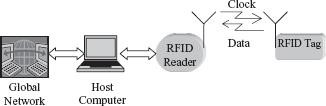 Clock
Data
RFID
Reader
RFID Tag
Global
Network
Host
Computer